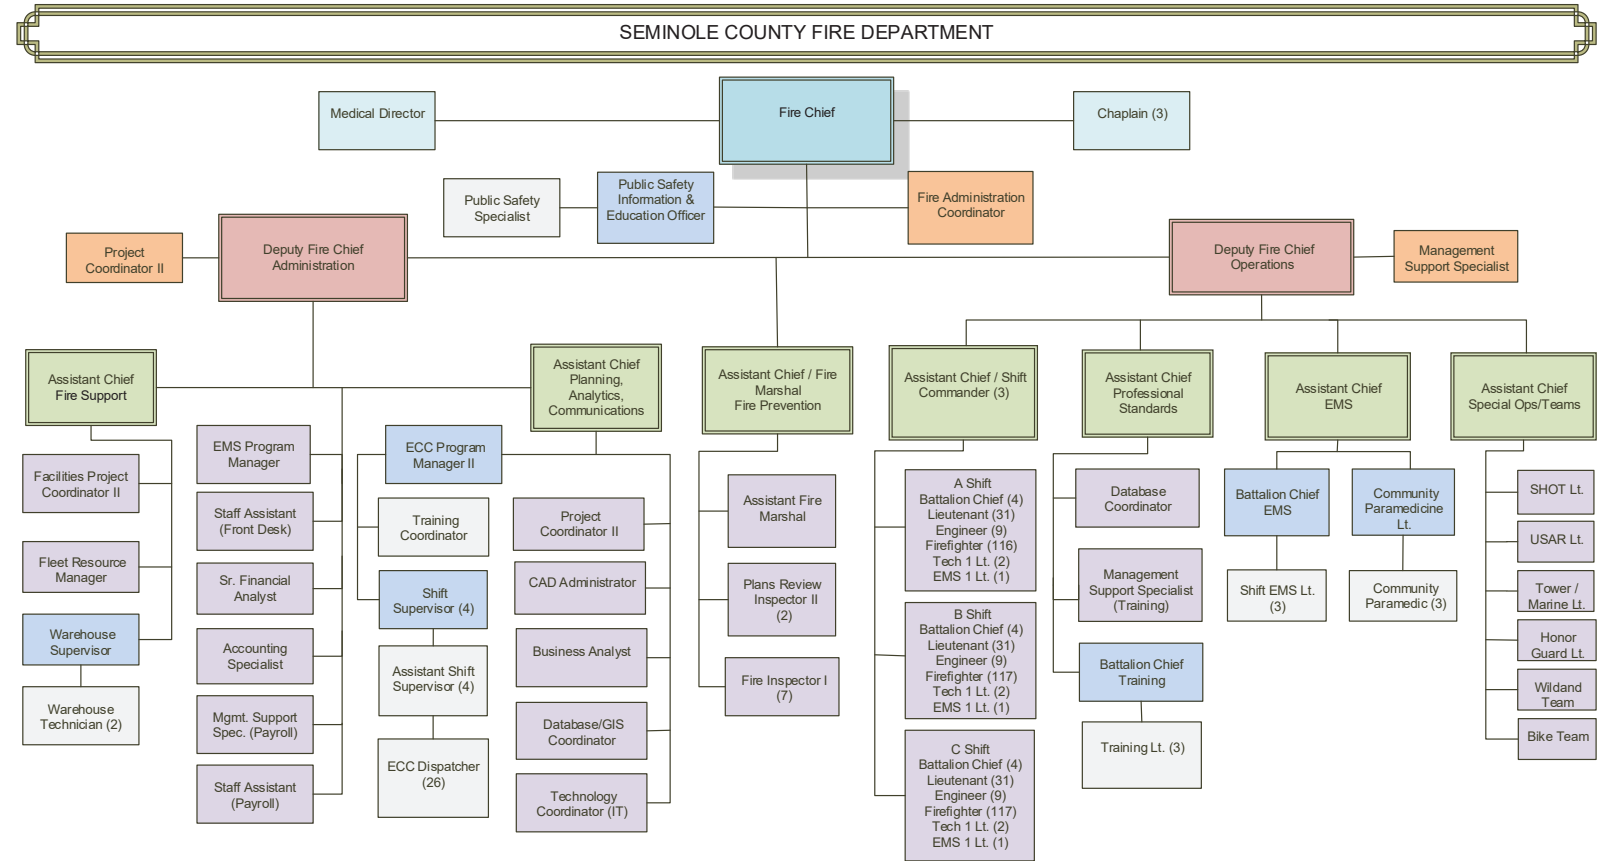 SEMINOLE COUNTY FIRE DEPARTMENT
Medical Director
Fire Chief
Chaplain (3)
Public Safety
Specialist
Public Safety
Information &
Education Officer
Fire Administration
Coordinator
Project
Coordinator II
Deputy Fire Chief
Administration
Deputy Fire Chief
Operations
Management
Support Specialist
Assistant Chief
Fire Support
Assistant Chief
Planning,
Analytics,
Communications
Assistant Chief / Fire
Marshal
Fire Prevention
Assistant Chief / Shift
Commander (3)
Assistant Chief
Professional
Standards
Assistant Chief
EMS
Assistant Chief
Special Ops/Teams
Facilities Project
Coordinator II
Fleet Resource
Manager
Warehouse
Supervisor
Warehouse
Technician (2)
EMS Program
Manager
Staff Assistant
(Front Desk)
Sr. Financial
Analyst
Accounting
Specialist
Mgmt. Support
Spec. (Payroll)
Staff Assistant
(Payroll)
ECC Program
Manager II
Training
Coordinator
Shift
Supervisor (4)
Assistant Shift
Supervisor (4)
ECC Dispatcher
(26)
Project
Coordinator II
CAD Administrator
Business Analyst
Database/GIS
Coordinator
Technology
Coordinator (IT)
Assistant Fire
Marshal
Plans Review
Inspector II
(2)
Fire Inspector I
(7)
A Shift
Battalion Chief (4)
Lieutenant (31)
Engineer (9)
Firefighter (116)
Tech 1 Lt. (2)
EMS 1 Lt. (1)
B Shift
Battalion Chief (4)
Lieutenant (31)
Engineer (9)
Firefighter (117)
Tech 1 Lt. (2)
EMS 1 Lt. (1)
C Shift
Battalion Chief (4)
Lieutenant (31)
Engineer (9)
Firefighter (117)
Tech 1 Lt. (2)
EMS 1 Lt. (1)
Database
Coordinator
Management
Support Specialist
(Training)
Battalion Chief
Training
Training Lt. (3)
Battalion Chief
EMS
Shift EMS Lt.
(3)
Community
Paramedicine
Lt.
Community
Paramedic (3)
SHOT Lt.
USAR Lt.
Tower /
Marine Lt.
Honor
Guard Lt.
Wildand
Team
Bike Team